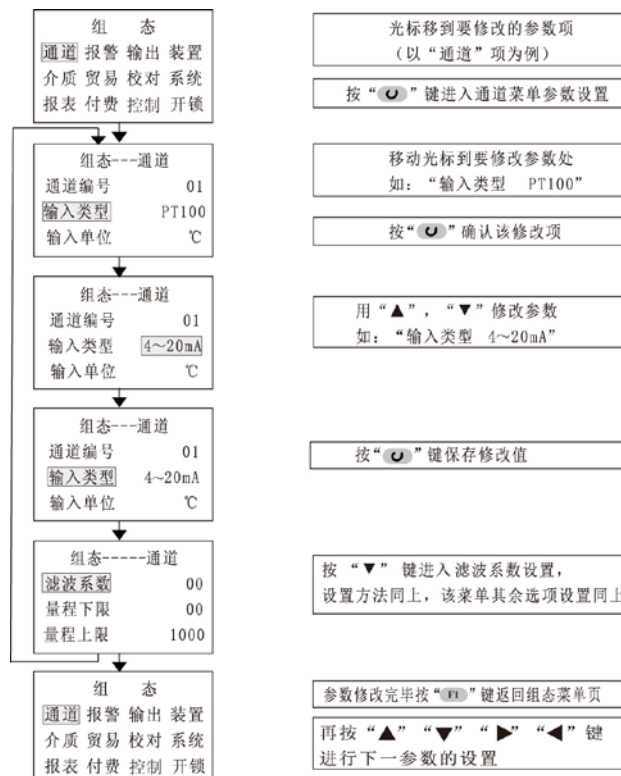 组 态
通道 报警 输出 装置
介质 贸易 校对 系统
报表 付费 控制 开锁
光标移到要修改的参数项
(以“通道”项为例)
按“ ”键进入通道菜单参数设置
组态---通道
通道编号 01
输入类型 PT100
输入单位 ℃
移动光标到要修改参数处
如：“输入类型 PT100”
按“ ”确认该修改项
组态---通道
通道编号 01
输入类型 4～20mA
输入单位 ℃
用“▲”，“▼”修改参数
如：“输入类型 4～20mA”
组态---通道
通道编号 01
输入类型 4～20mA
输入单位 ℃
按“ ”键保存修改值
组态-----通道
滤波系数 00
量程下限 00
量程上限 1000
按 “▼” 键进入滤波系数设置，
设置方法同上，该菜单其余选项设置同上
组 态
通道 报警 输出 装置
介质 贸易 校对 系统
报表 付费 控制 开锁
参数修改完毕按“F1”键返回组态菜单页
再按 “▲” “▼” “▶” “◀” 键
进行下一参数的设置